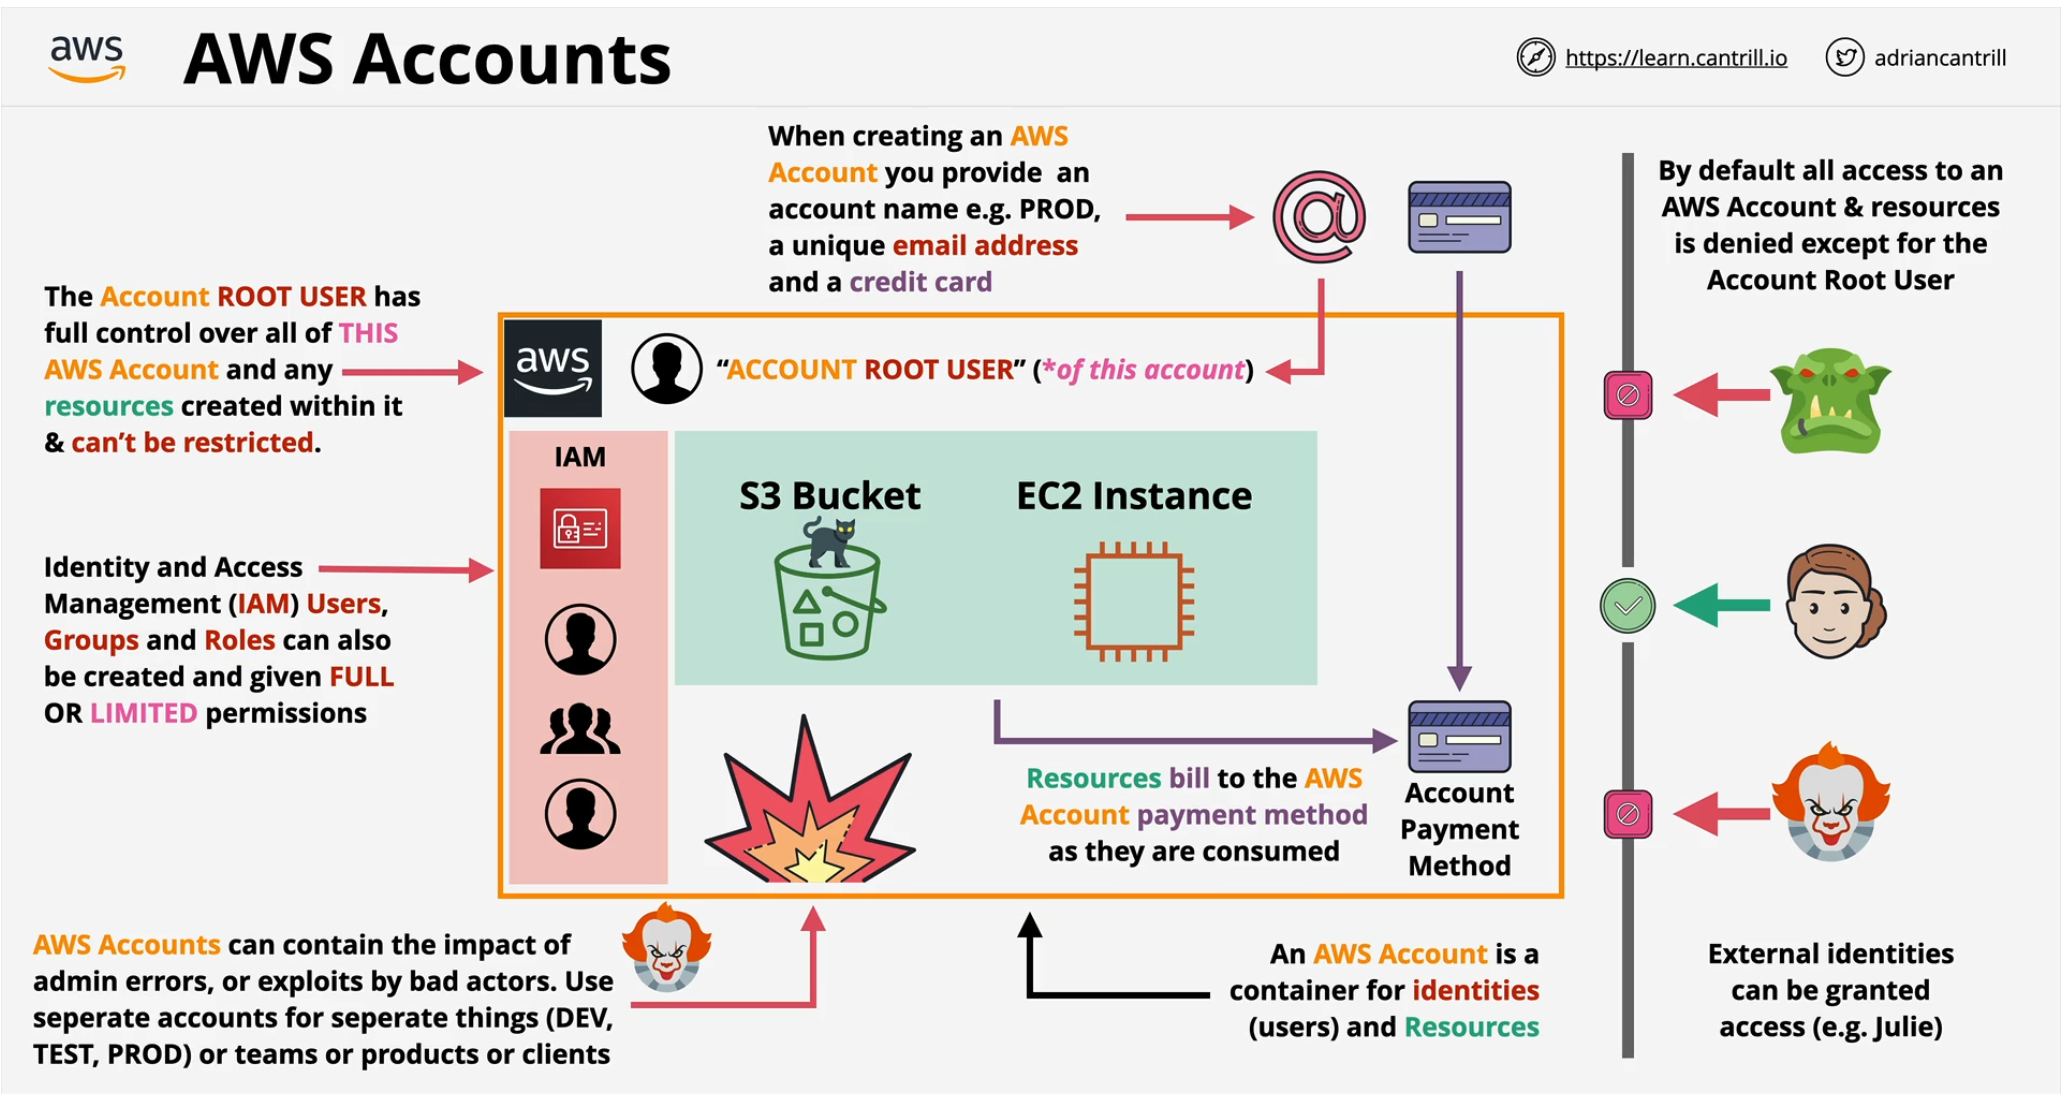 aws
AWS Accounts
https://learn.cantrill.io
adriancantrill
When creating an AWS
Account you provide an
account name e.g. PROD,
a unique email address
and a credit card
By default all access to an
AWS Account & resources
is denied except for the
Account Root User
The Account ROOT USER has
full control over all of THIS
AWS Account and any
resources created within it
& can't be restricted.
aws
“ACCOUNT ROOT USER” (*of this account)
IAM
S3 Bucket
EC2 Instance
Identity and Access
Management (IAM) Users,
Groups and Roles can also
be created and given FULL
OR LIMITED permissions
Resources bill to the AWS
Account payment method
as they are consumed
Account
Payment
Method
AWS Accounts can contain the impact of
admin errors, or exploits by bad actors. Use
seperate accounts for seperate things (DEV,
TEST, PROD) or teams or products or clients
An AWS Account is a
container for identities
(users) and Resources
External identities
can be granted
access (e.g. Julie)